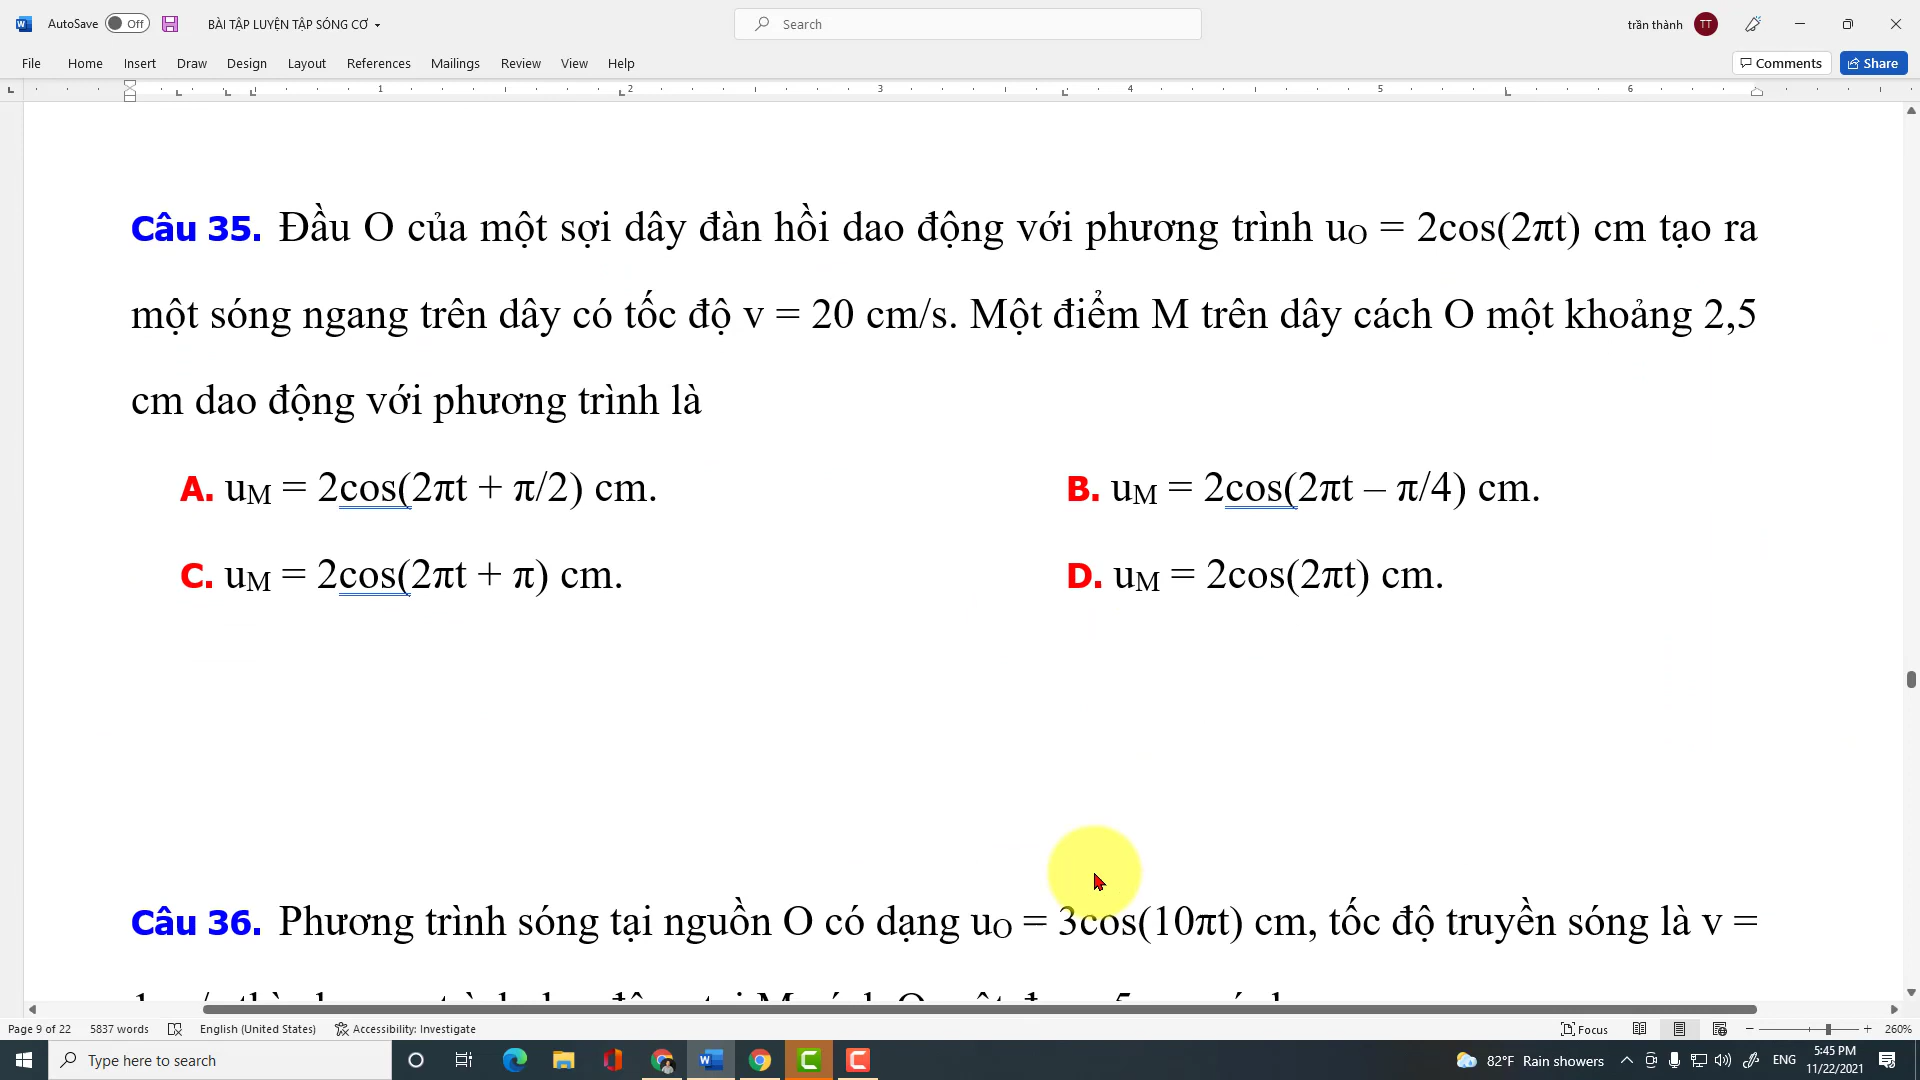 AutoSave Off BÀI TẬP LUYỆN TẬP SÓNG CƠ Search trần thành TT
File Home Insert Draw Design Layout References Mailings Review View Help Comments Share
1 2 3 4 5 6
Câu 35. Đầu O của một sợi dây đàn hồi dao động với phương trình uO = 2cos(2πt) cm tạo ra
một sóng ngang trên dây có tốc độ v = 20 cm/s. Một điểm M trên dây cách O một khoảng 2,5
cm dao động với phương trình là
A. uM = 2cos(2πt + π/2) cm. B. uM = 2cos(2πt – π/4) cm.
C. uM = 2cos(2πt + π) cm. D. uM = 2cos(2πt) cm.
Câu 36. Phương trình sóng tại nguồn O có dạng uO = 3cos(10πt) cm, tốc độ truyền sóng là v =
Page 9 of 22 5837 words English (United States) Accessibility: Investigate Focus 260%
Type here to search 82°F Rain showers ENG 5:45 PM
11/22/2021